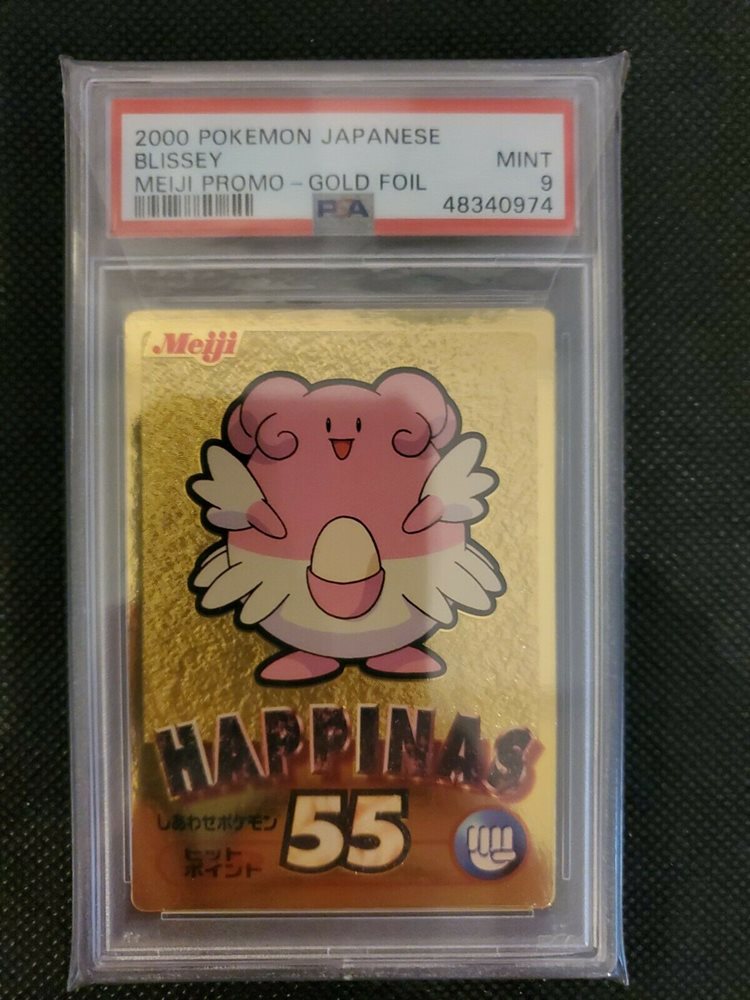 2000 POKEMON JAPANESE
BLISSEY MINT
MEIJI PROMO - GOLD FOIL 9
PSA 48340974
Meiji
HAPPINAS
しあわせポケモン
55
ヒット
ポイント